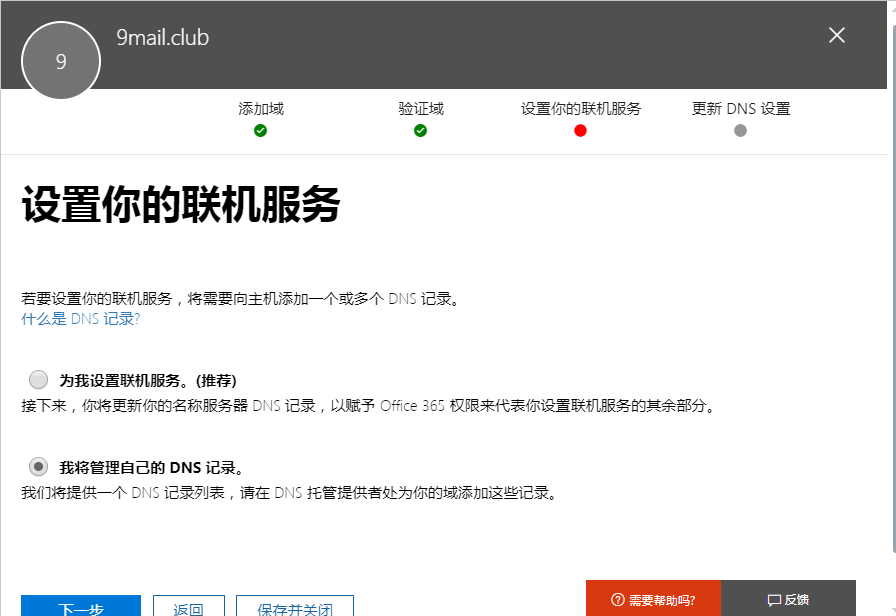 9
9mail.club
添加域
验证域
设置你的联机服务
更新 DNS 设置
设置你的联机服务
若要设置你的联机服务，将需要向主机添加一个或多个 DNS 记录。
什么是 DNS 记录?
为我设置联机服务。(推荐)
接下来，你将更新你的名称服务器 DNS 记录，以赋予 Office 365 权限来代表你设置联机服务的其余部分。
我将管理自己的 DNS 记录。
我们将提供一个 DNS 记录列表，请在 DNS 托管提供者处为你的域添加这些记录。
下一步
返回
保存并关闭
需要帮助吗?
反馈